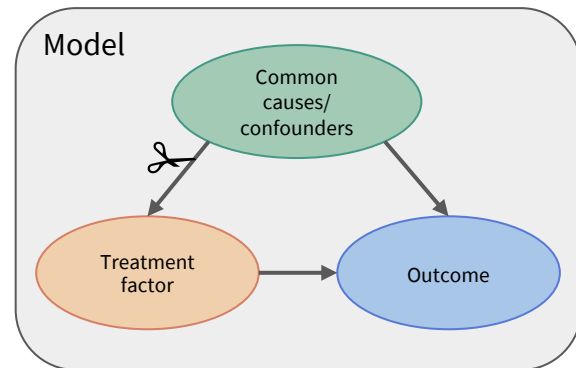 Model
Common
causes/
confounders
Treatment
factor
Outcome